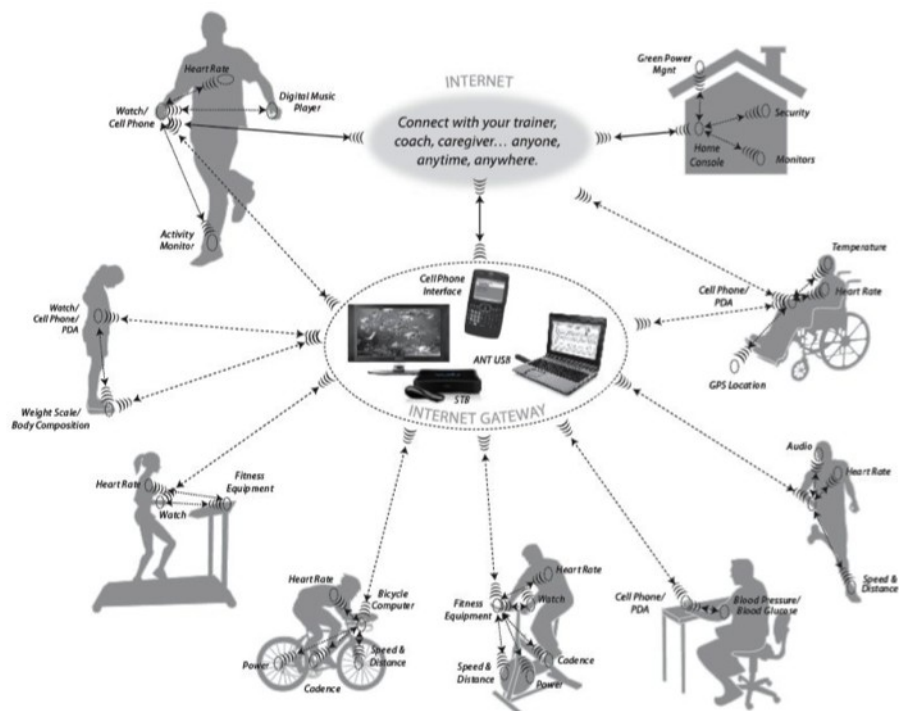 INTERNET
Connect with your trainer,
coach, caregiver... anyone,
anytime, anywhere.
Heart Rate
Digital Music
Player
Watch/
Cell Phone
Activity
Monitor
Green Power
Mgnt
Security
Home
Console
Monitors
Temperature
Cell Phone/
PDA
Heart Rate
GPS Location
Watch/
Cell Phone/
PDA
Weight Scale/
Body Composition
Cell Phone
Interface
ANT USB
STB
INTERNET GATEWAY
Audio
Heart Rate
Speed &
Distance
Heart Rate
Fitness
Equipment
Watch
Heart Rate
Bicycle
Computer
Power
Cadence
Speed &
Distance
Heart Rate
Fitness
Equipment
Watch
Speed &
Distance
Cadence
Power
Cell Phone/
PDA
Blood Pressure/
Blood Glucose